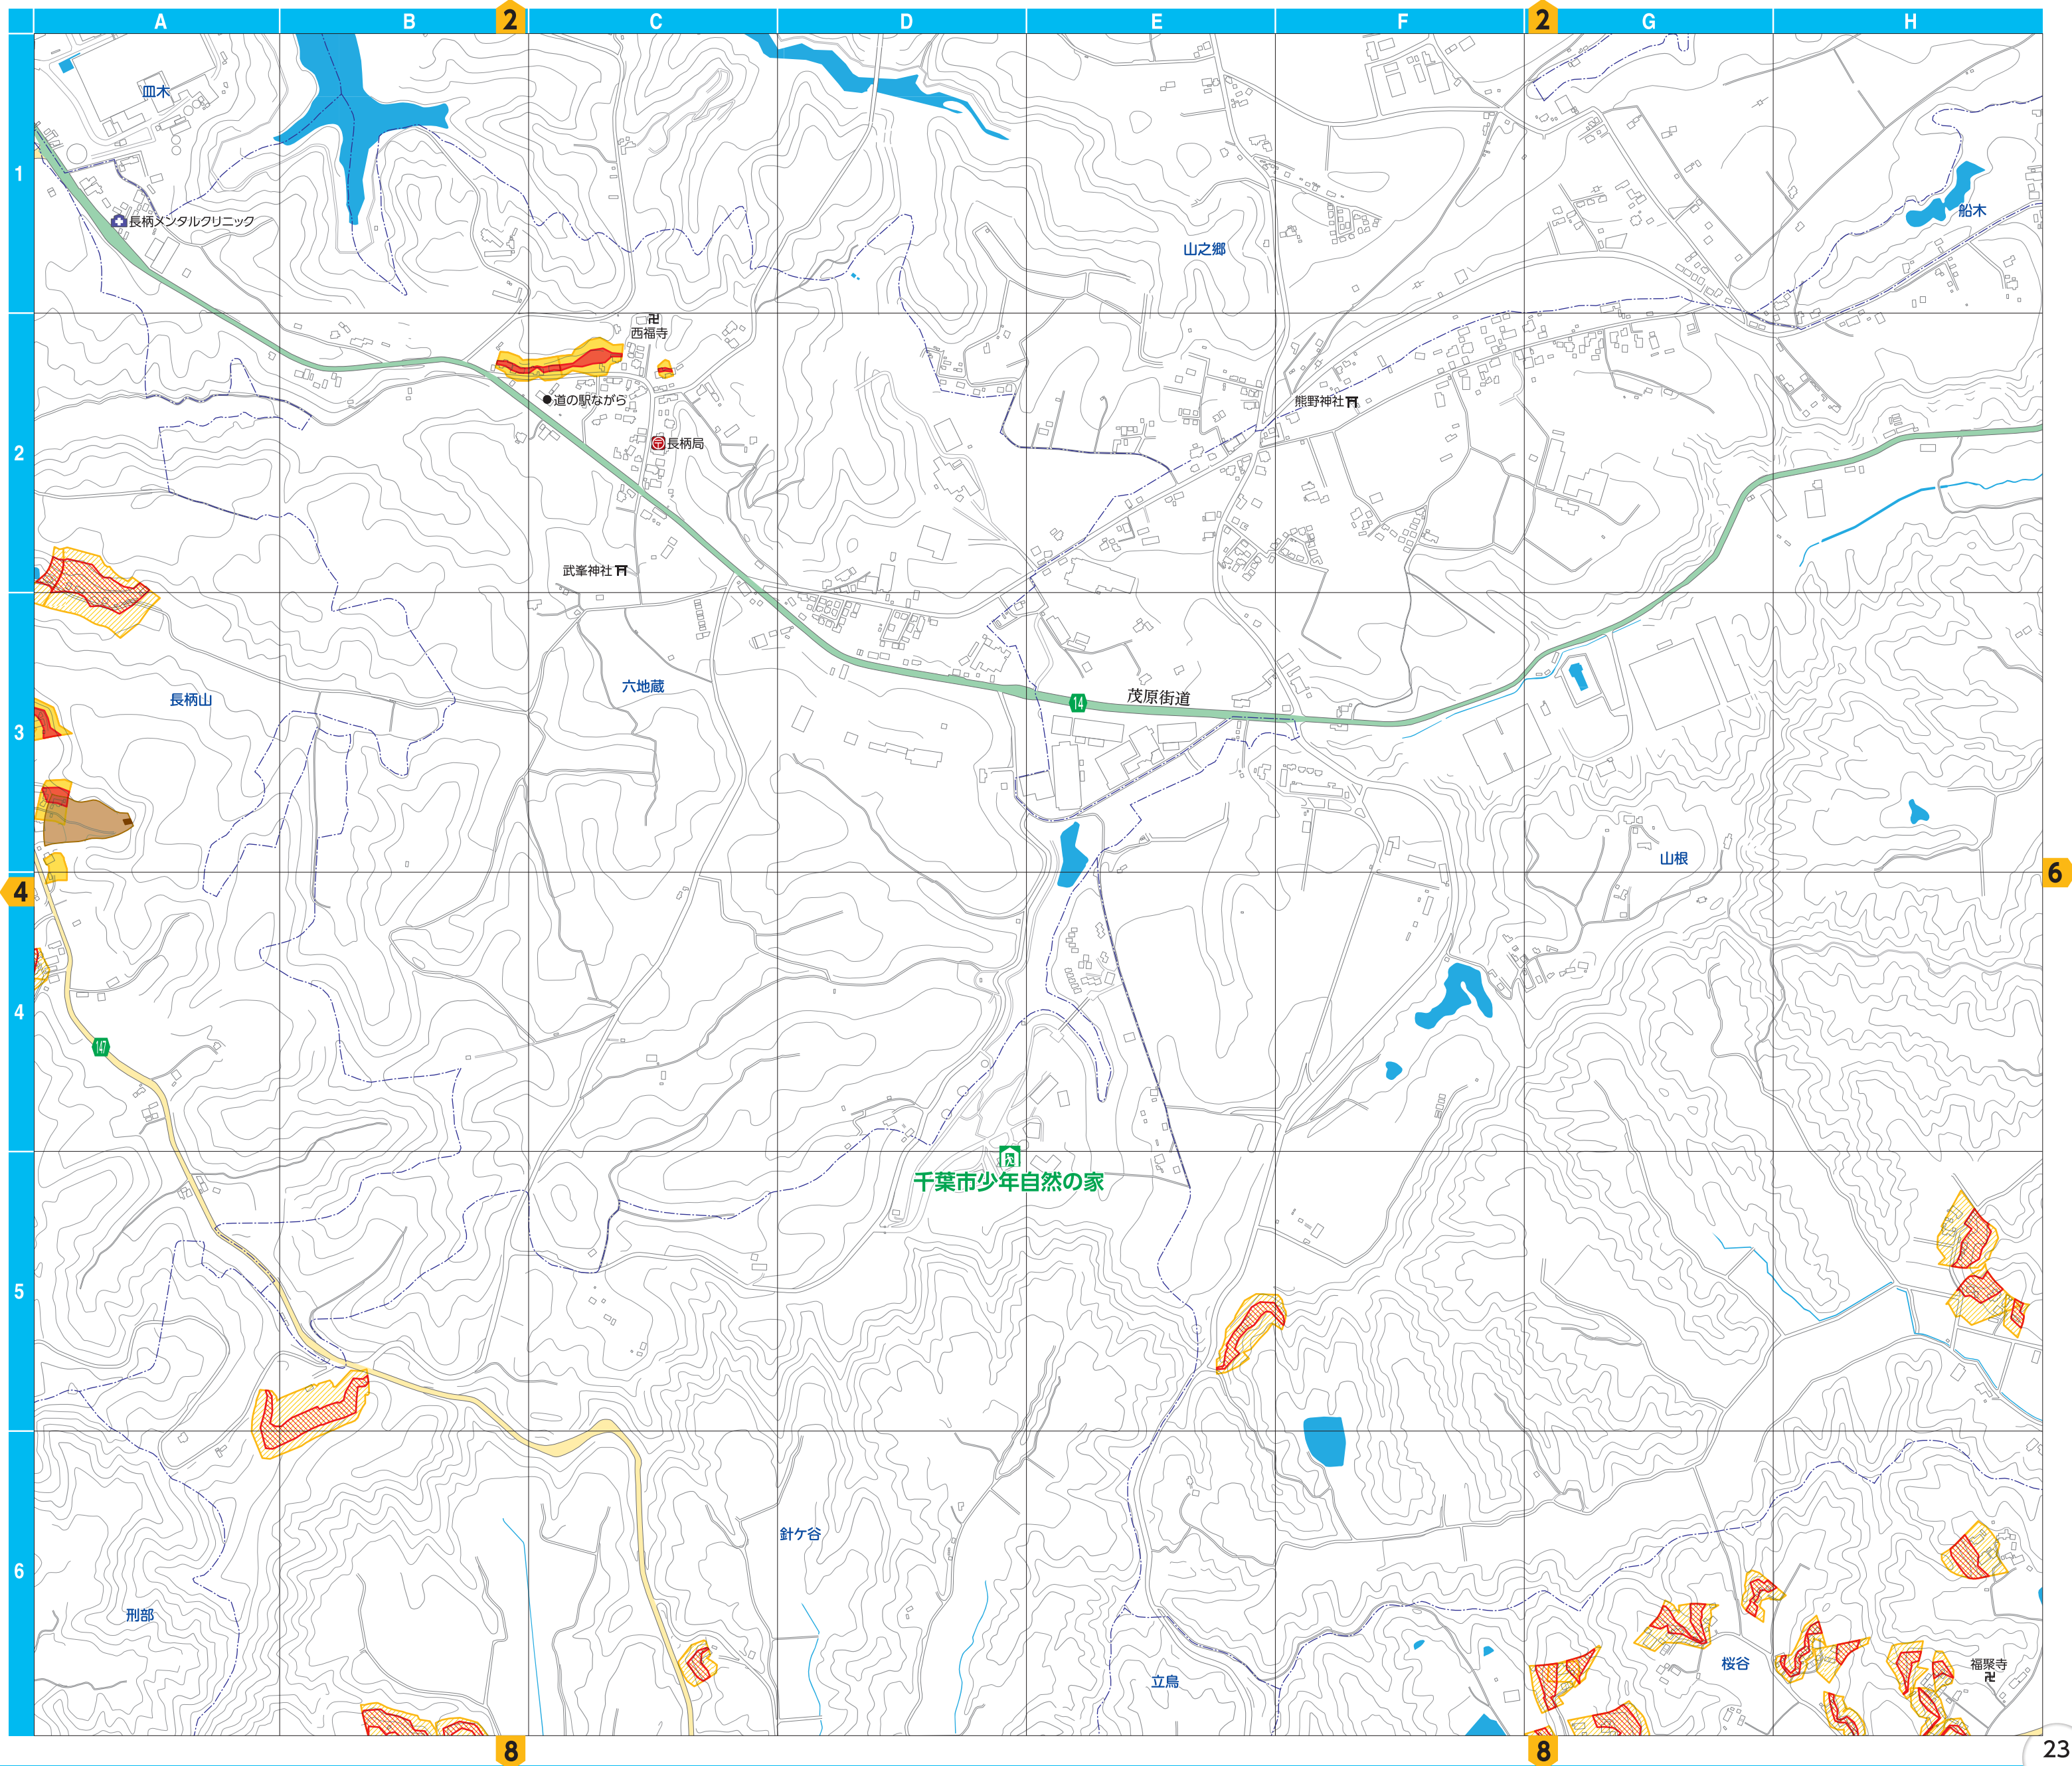 A
B
2
C
D
E
F
2
G
H
1
2
3
4
4
5
6
6
皿木
長柄メンタルクリニック
山之郷
船木
西福寺
道の駅ながら
長柄局
熊野神社
武峯神社
長柄山
六地蔵
14
茂原街道
山根
147
千葉市少年自然の家
針ケ谷
刑部
立鳥
桜谷
福聚寺
8
8
23